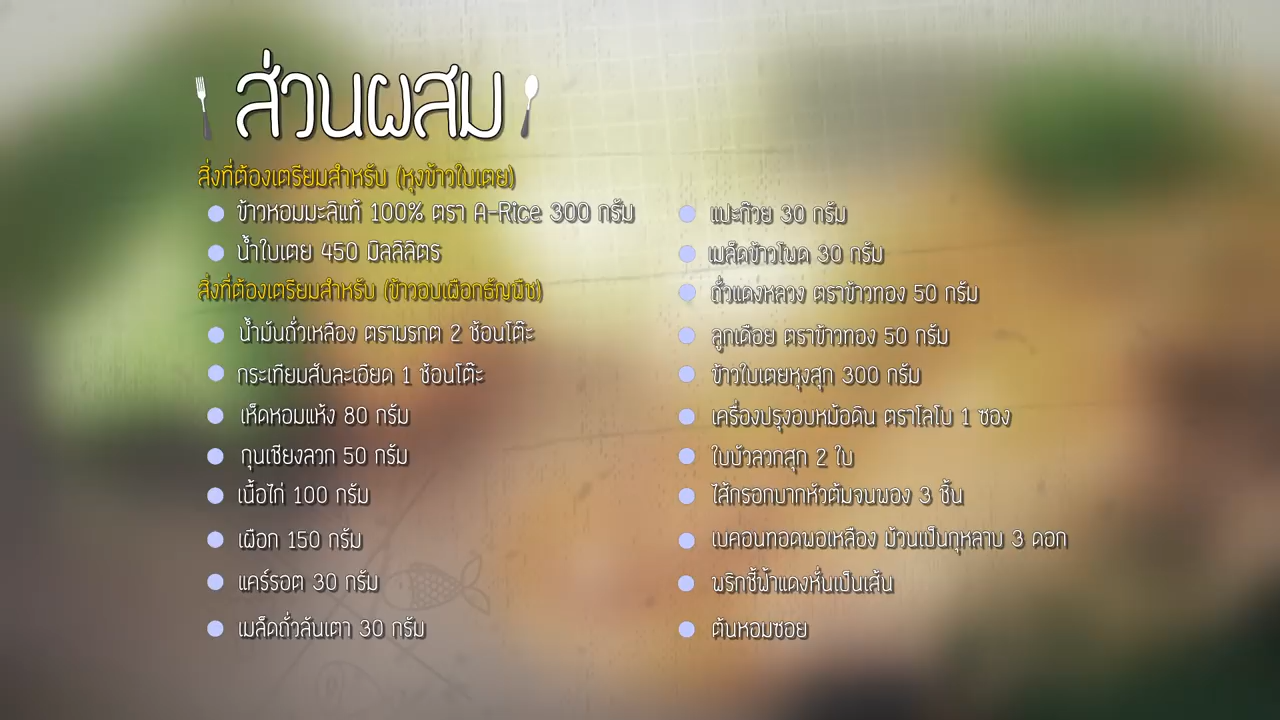 ส่วนผสม
สิ่งที่ต้องเตรียมสำหรับ (หุงข้าวใบเตย)
ข้าวหอมมะลิแท้ 100% ตรา A-Rice 300 กรัม
น้ำใบเตย 450 มิลลิลิตร
สิ่งที่ต้องเตรียมสำหรับ (ข้าวอบเผือกธัญพืช)
น้ำมันถั่วเหลือง ตรามรกต 2 ช้อนโต๊ะ
กระเทียมสับละเอียด 1 ช้อนโต๊ะ
เห็ดหอมแห้ง 80 กรัม
กุนเชียงลวก 50 กรัม
เนื้อไก่ 100 กรัม
เผือก 150 กรัม
แคร์รอต 30 กรัม
เมล็ดถั่วลันเตา 30 กรัม
แปะก๊วย 30 กรัม
เมล็ดข้าวโพด 30 กรัม
ถั่วแดงหลวง ตราข้าวทอง 50 กรัม
ลูกเดือย ตราข้าวทอง 50 กรัม
ข้าวใบเตยหุงสุก 300 กรัม
เครื่องปรุงอบหม้อดิน ตราโลโบ 1 ซอง
ใบบัวลวกสุก 2 ใบ
ไส้กรอกบากหัวต้มจนพอง 3 ชิ้น
เบคอนทอดพอเหลือง ม้วนเป็นกุหลาบ 3 ดอก
พริกชี้ฟ้าแดงหั่นเป็นเส้น
ต้นหอมซอย